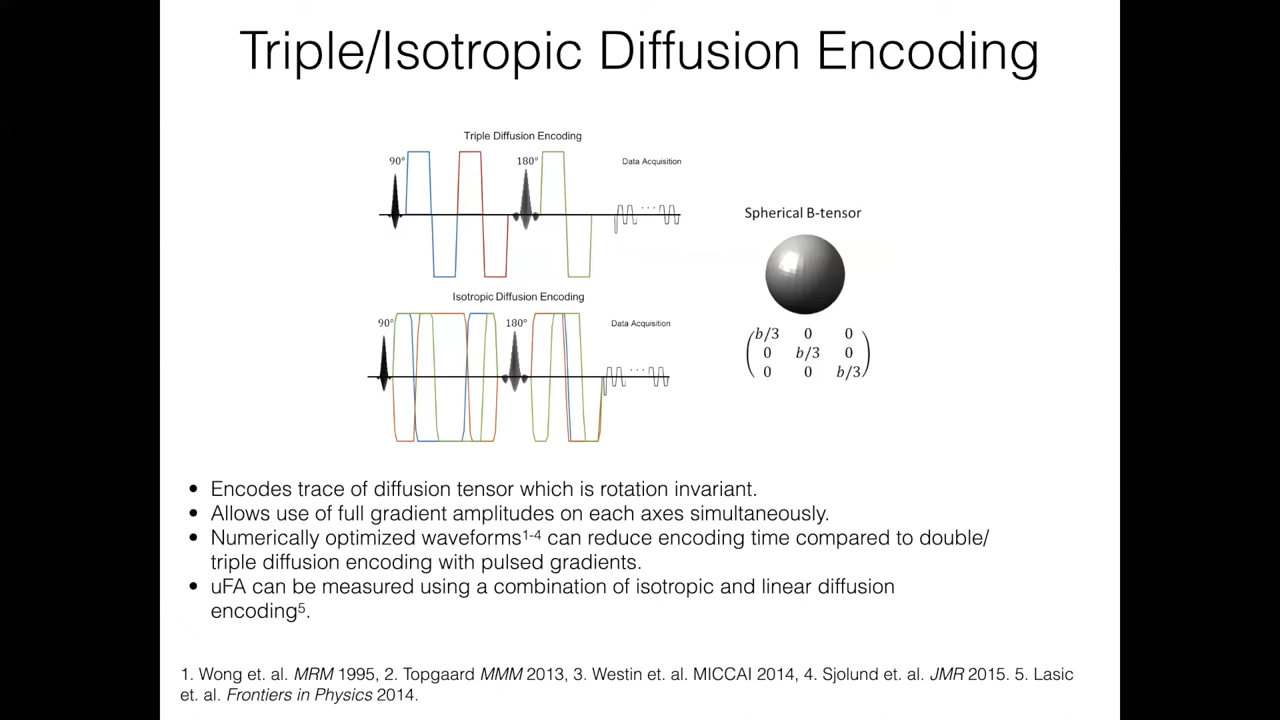 Triple/Isotropic Diffusion Encoding
Triple Diffusion Encoding
90°
180°
Data Acquisition
Isotropic Diffusion Encoding
90°
180°
Data Acquisition
Spherical B-tensor
b/3 0 0
0 b/3 0
0 0 b/3
• Encodes trace of diffusion tensor which is rotation invariant.
• Allows use of full gradient amplitudes on each axes simultaneously.
• Numerically optimized waveforms1-4 can reduce encoding time compared to double/
triple diffusion encoding with pulsed gradients.
• uFA can be measured using a combination of isotropic and linear diffusion
encoding5.
1. Wong et. al. MRM 1995, 2. Topgaard MMM 2013, 3. Westin et. al. MICCAI 2014, 4. Sjolund et. al. JMR 2015. 5. Lasic
et. al. Frontiers in Physics 2014.